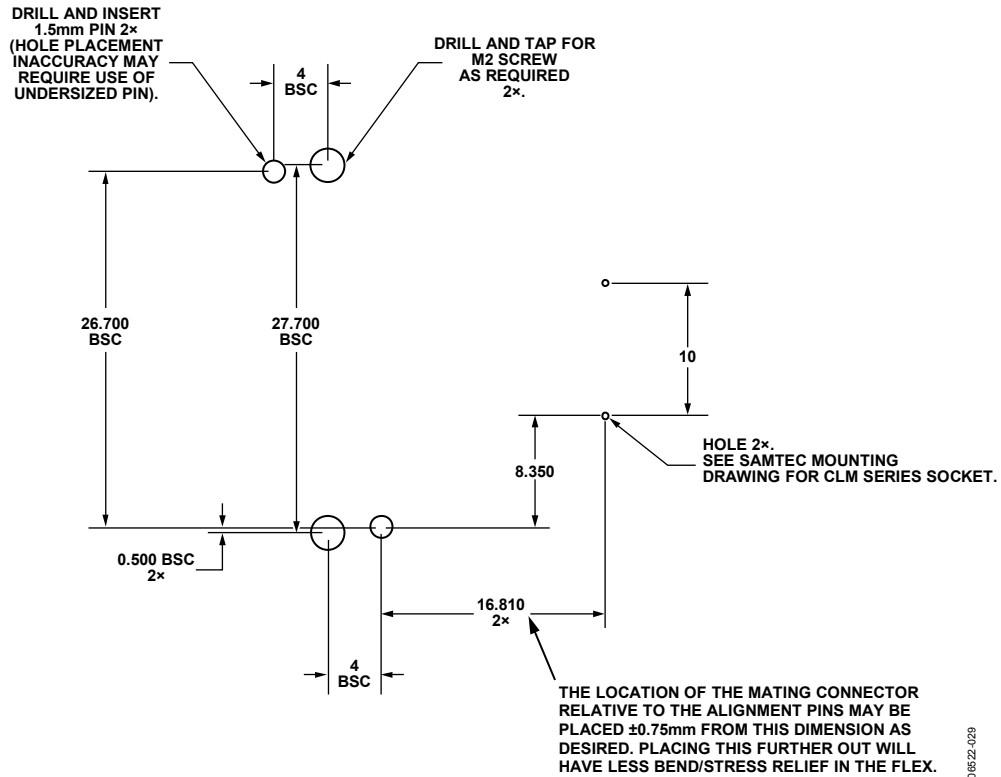 DRILL AND INSERT
1.5mm PIN 2×
(HOLE PLACEMENT
INACCURACY MAY
REQUIRE USE OF
UNDERSIZED PIN).
4
BSC
DRILL AND TAP FOR
M2 SCREW
AS REQUIRED
2×.
26.700
BSC
27.700
BSC
10
8.350
HOLE 2×.
SEE SAMTEC MOUNTING
DRAWING FOR CLM SERIES SOCKET.
0.500 BSC
2×
16.810
2×
4
BSC
THE LOCATION OF THE MATING CONNECTOR
RELATIVE TO THE ALIGNMENT PINS MAY BE
PLACED ±0.75mm FROM THIS DIMENSION AS
DESIRED. PLACING THIS FURTHER OUT WILL
HAVE LESS BEND/STRESS RELIEF IN THE FLEX.
06522-029